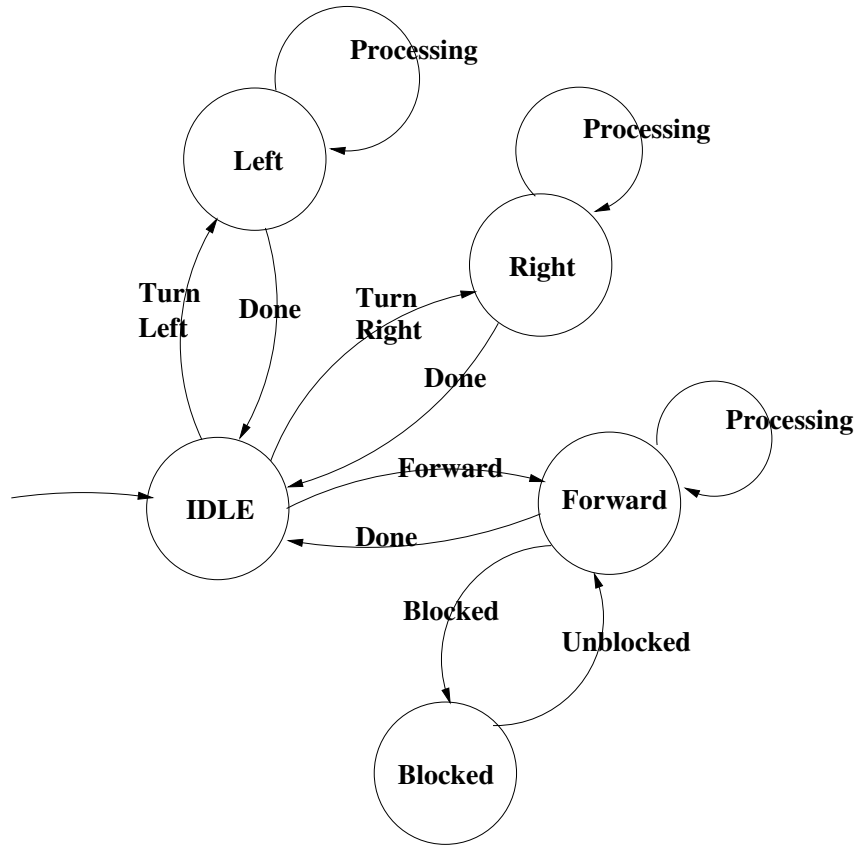 Processing
Processing
Left
Right
Turn
Left
Done
Turn
Right
Done
Processing
Forward
IDLE
Forward
Done
Blocked
Unblocked
Blocked